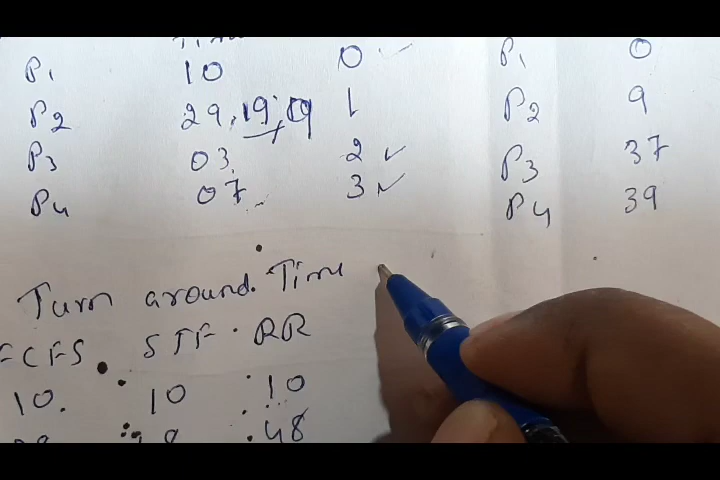 P1 10 0 P1 0
P2 29, 19, 09 1 P2 9
P3 03 2 ✓ P3 37
P4 07 3 ✓ P4 39
Turn around Time
FCFS SJF RR
10 10 10
48